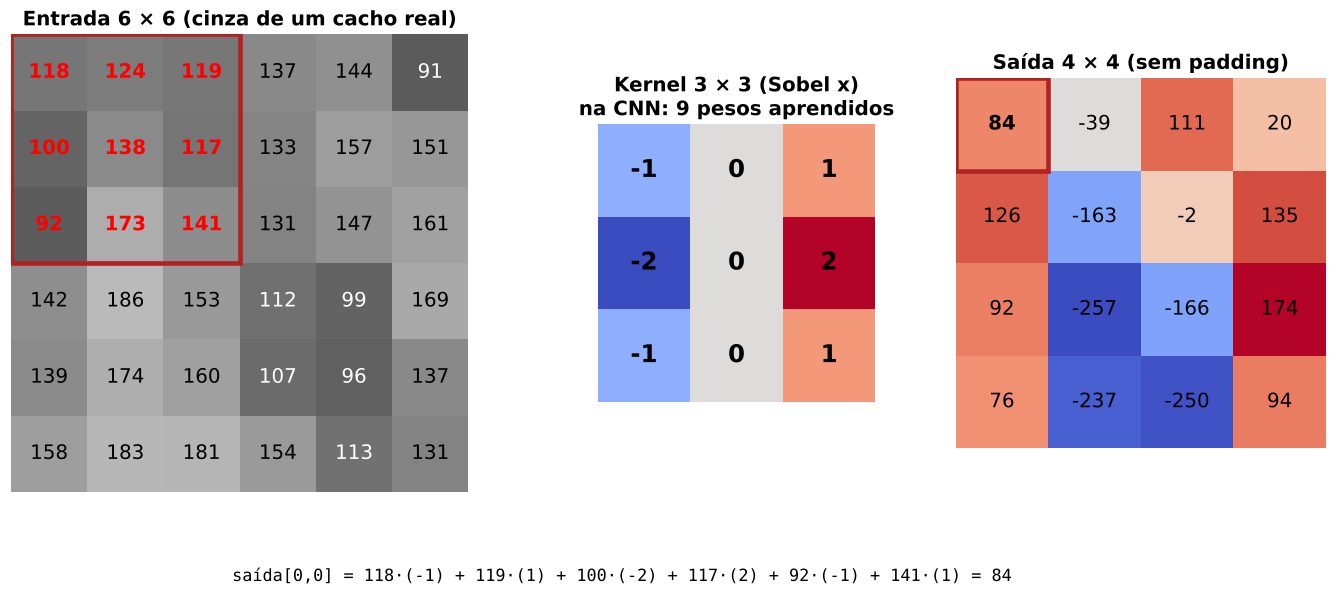 Entrada 6 × 6 (cinza de um cacho real)
118 124 119 137 144 91
100 138 117 133 157 151
92 173 141 131 147 161
142 186 153 112 99 169
139 174 160 107 96 137
158 183 181 154 113 131
Kernel 3 × 3 (Sobel x)
na CNN: 9 pesos aprendidos
-1 0 1
-2 0 2
-1 0 1
Saída 4 × 4 (sem padding)
84 -39 111 20
126 -163 -2 135
92 -257 -166 174
76 -237 -250 94
saída[0,0] = 118·(-1) + 119·(1) + 100·(-2) + 117·(2) + 92·(-1) + 141·(1) = 84